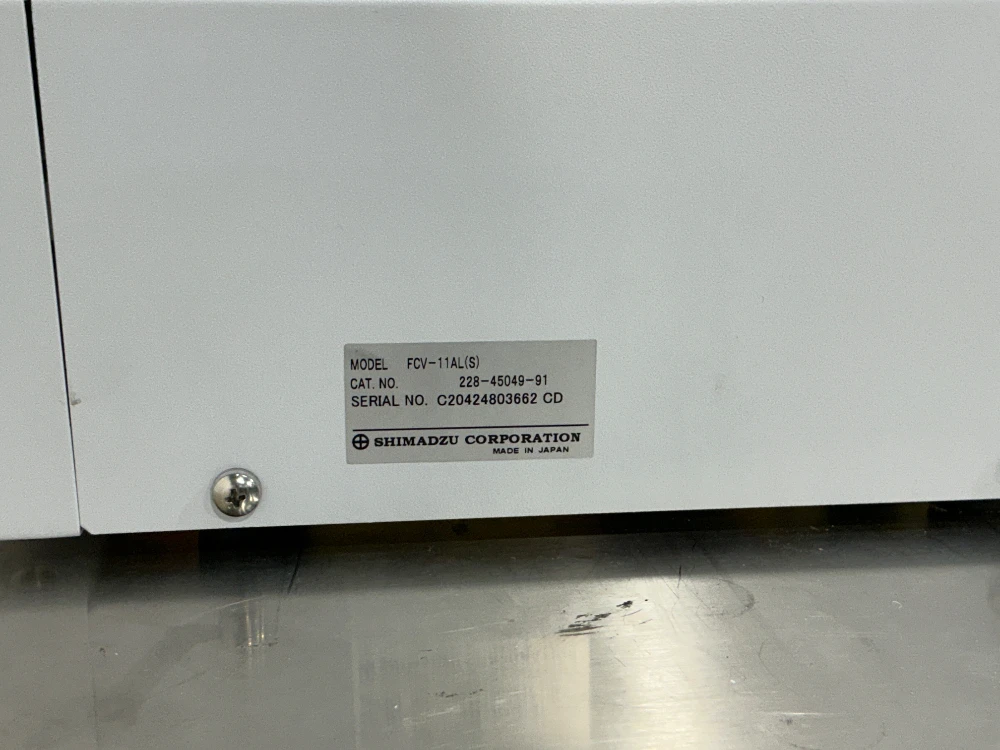 MODEL FCV-11AL(S)
CAT. NO. 228-45049-91
SERIAL NO. C20424803662 CD
SHIMADZU CORPORATION
MADE IN JAPAN